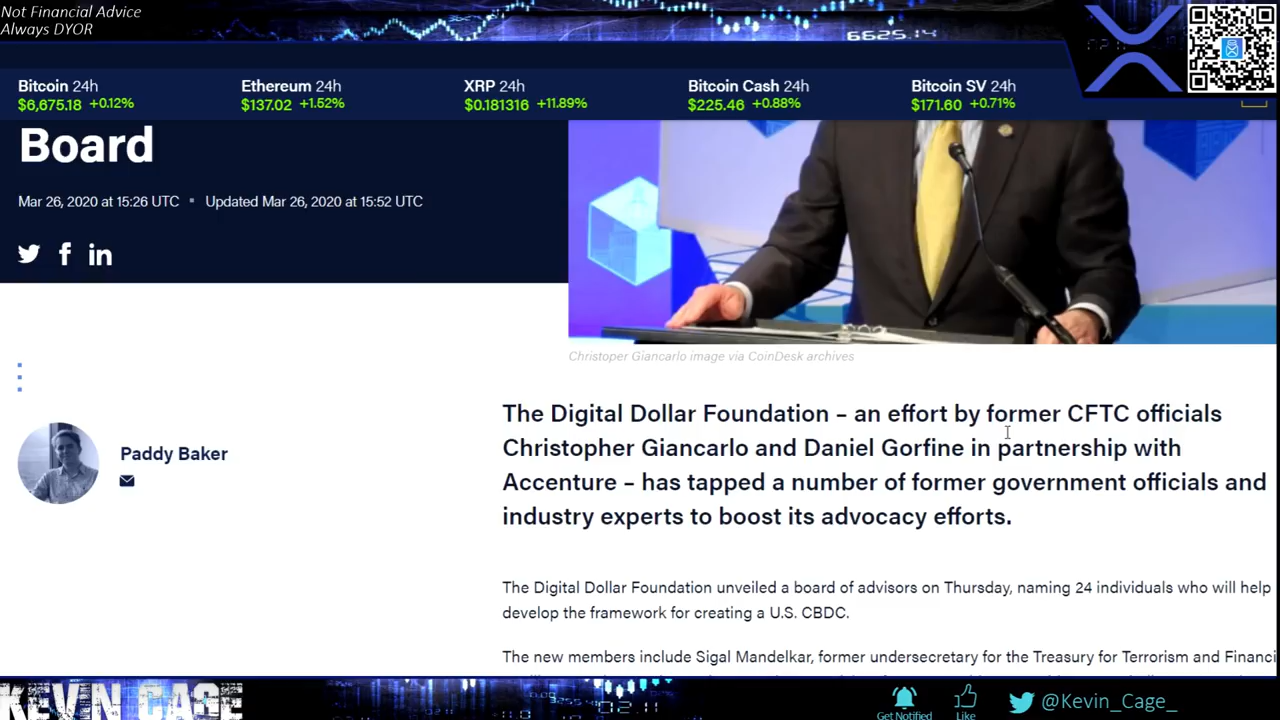 Not Financial Advice
Always DYOR
6625.14
Bitcoin 24h
$6,675.18 +0.12%
Ethereum 24h
$137.02 +1.52%
XRP 24h
$0.181316 +11.89%
Bitcoin Cash 24h
$225.46 +0.88%
Bitcoin SV 24h
$171.60 +0.71%
Board
Mar 26, 2020 at 15:26 UTC ▪ Updated Mar 26, 2020 at 15:52 UTC
Christoper Giancarlo image via CoinDesk archives
Paddy Baker
The Digital Dollar Foundation – an effort by former CFTC officials
Christopher Giancarlo and Daniel Gorfine in partnership with
Accenture – has tapped a number of former government officials and
industry experts to boost its advocacy efforts.
The Digital Dollar Foundation unveiled a board of advisors on Thursday, naming 24 individuals who will help
develop the framework for creating a U.S. CBDC.
The new members include Sigal Mandelkar, former undersecretary for the Treasury for Terrorism and Financi
KEVIN CAGE
Get Notified
Like
@Kevin_Cage_